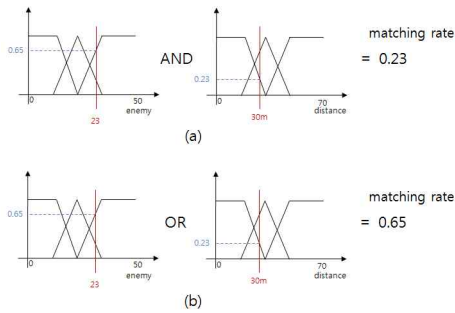 matching rate
0.65
AND
0.23
= 0.23
0
50
enemy
23
0
70
distance
30m
(a)
matching rate
0.65
OR
0.23
= 0.65
0
50
enemy
23
0
70
distance
30m
(b)